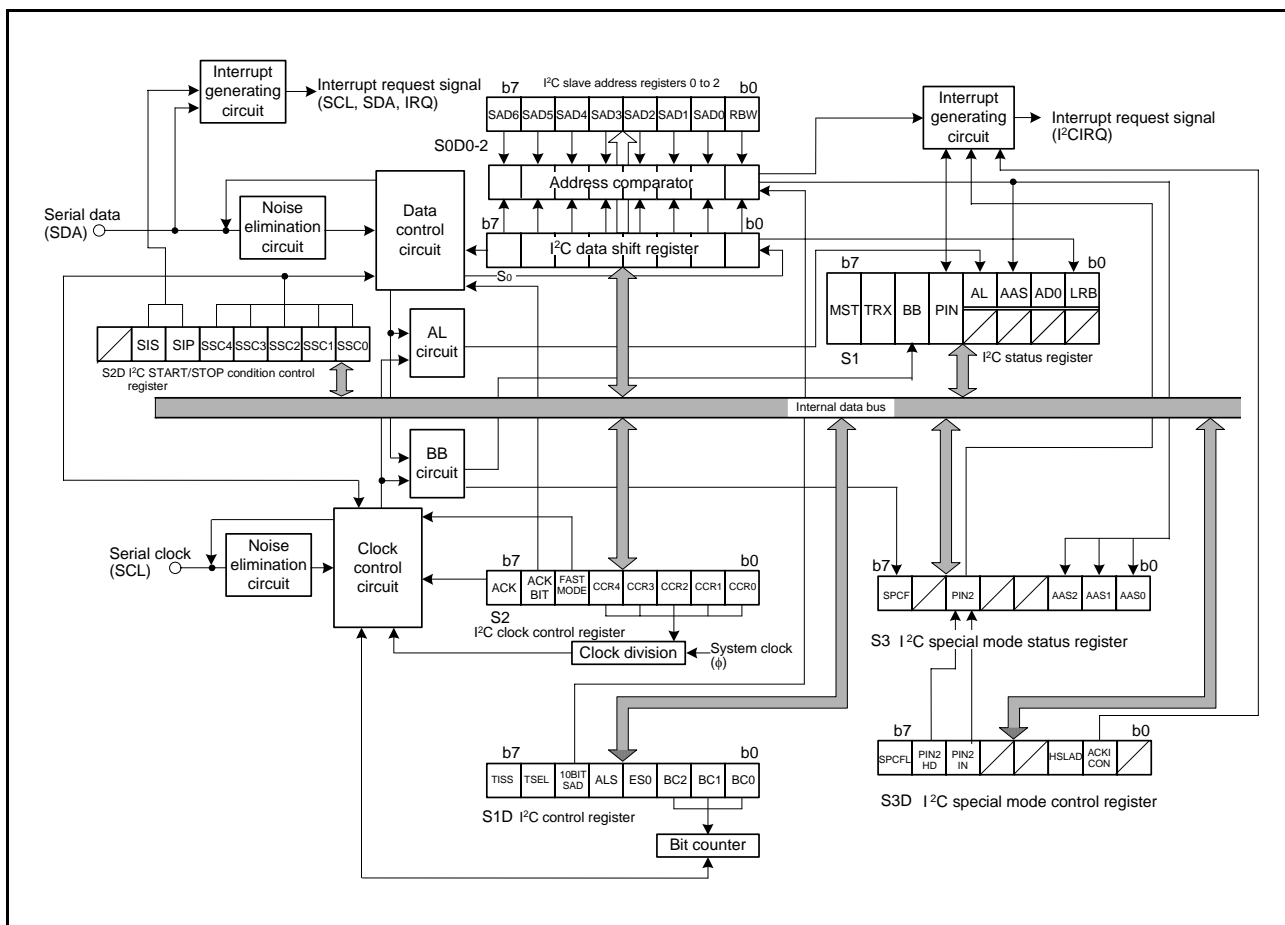 Interrupt
generating
circuit
Interrupt request signal
(SCL, SDA, IRQ)
b7
I²C slave address registers 0 to 2
b0
SAD6 SAD5 SAD4 SAD3 SAD2 SAD1 SAD0 RBW
S0D0-2
Address comparator
Interrupt
generating
circuit
Interrupt request signal
(I²CIRQ)
Serial data
(SDA)
Noise
elimination
circuit
Data
control
circuit
b7
b0
I²C data shift register
S0
b7
b0
MST TRX BB PIN AL AAS AD0 LRB
S1
I²C status register
SIS SIP SSC4 SSC3 SSC2 SSC1 SSC0
S2D I²C START/STOP condition control
register
AL
circuit
Internal data bus
BB
circuit
Serial clock
(SCL)
Noise
elimination
circuit
Clock
control
circuit
b7
b0
ACK
ACK
BIT
FAST
MODE
CCR4 CCR3 CCR2 CCR1 CCR0
S2
I²C clock control register
Clock division
System clock
(ϕ)
b7
b0
SPCF PIN2 AAS2 AAS1 AAS0
S3 I²C special mode status register
b7
b0
TISS TSEL
10BIT
SAD
ALS ES0 BC2 BC1 BC0
S1D I²C control register
Bit counter
b7
b0
SPCFL
PIN2
HD
PIN2
IN
HSLAD
ACKI
CON
S3D I²C special mode control register